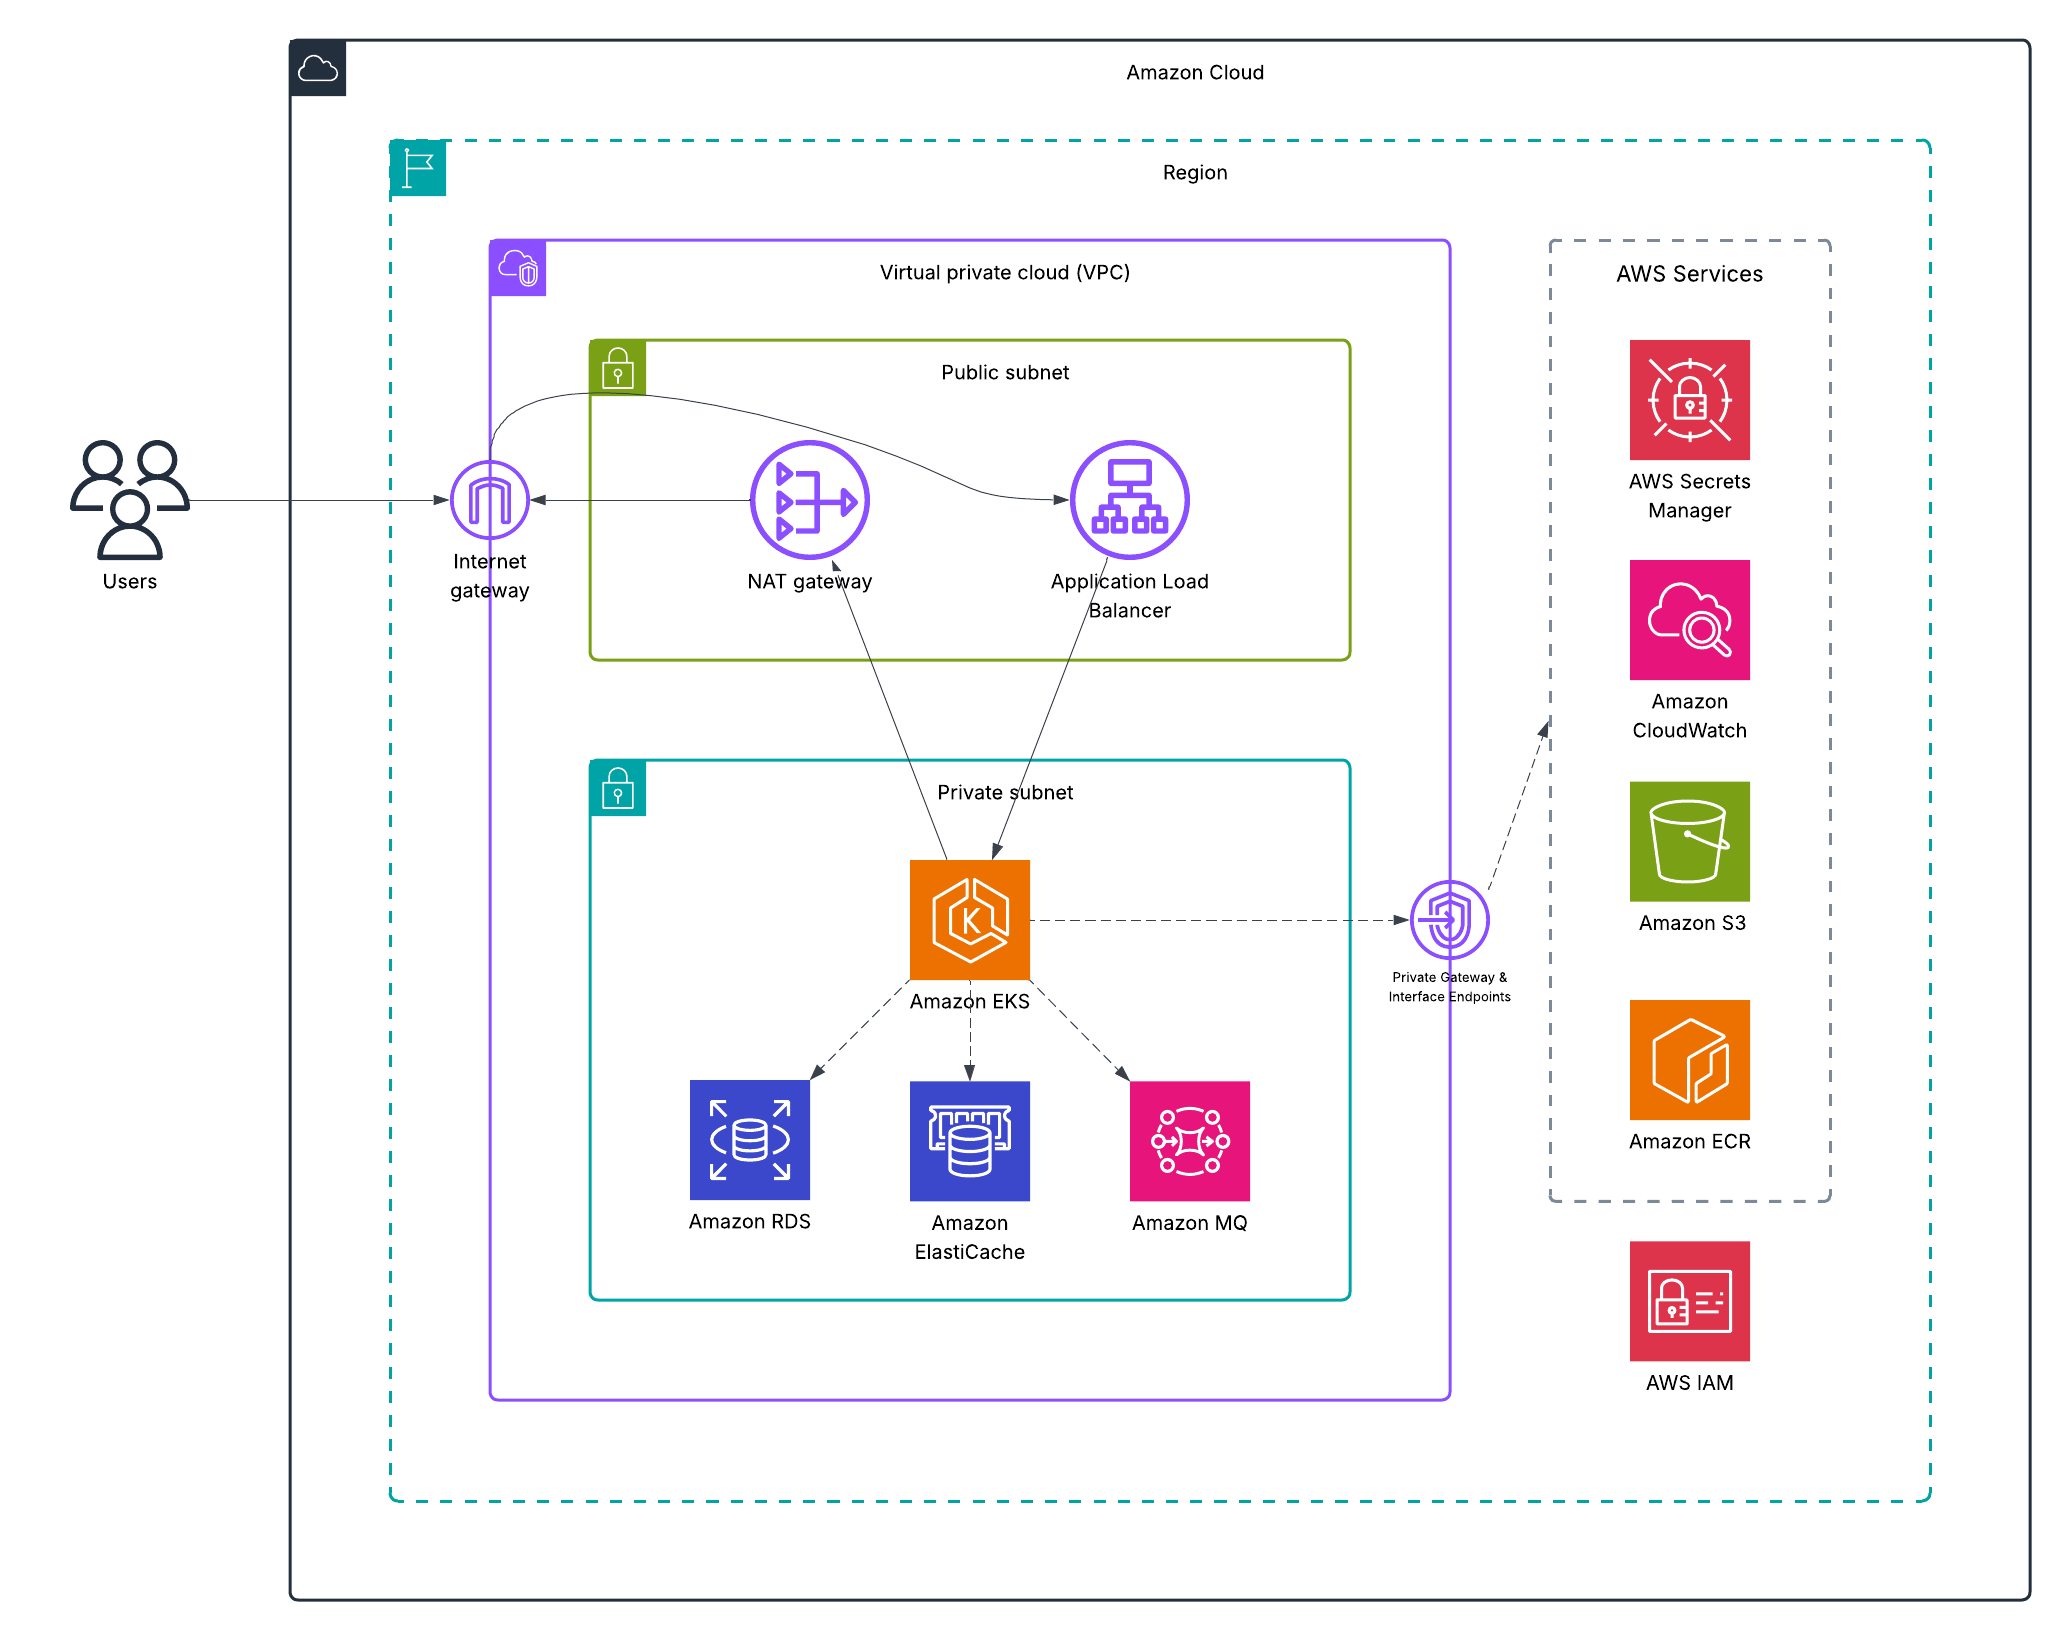 Amazon Cloud
Region
Virtual private cloud (VPC)
AWS Services
Public subnet
Users
Internet
gateway
NAT gateway
Application Load
Balancer
AWS Secrets
Manager
Amazon
CloudWatch
Private subnet
K
Amazon EKS
Private Gateway &
Interface Endpoints
Amazon S3
Amazon RDS
Amazon
ElastiCache
Amazon MQ
Amazon ECR
AWS IAM